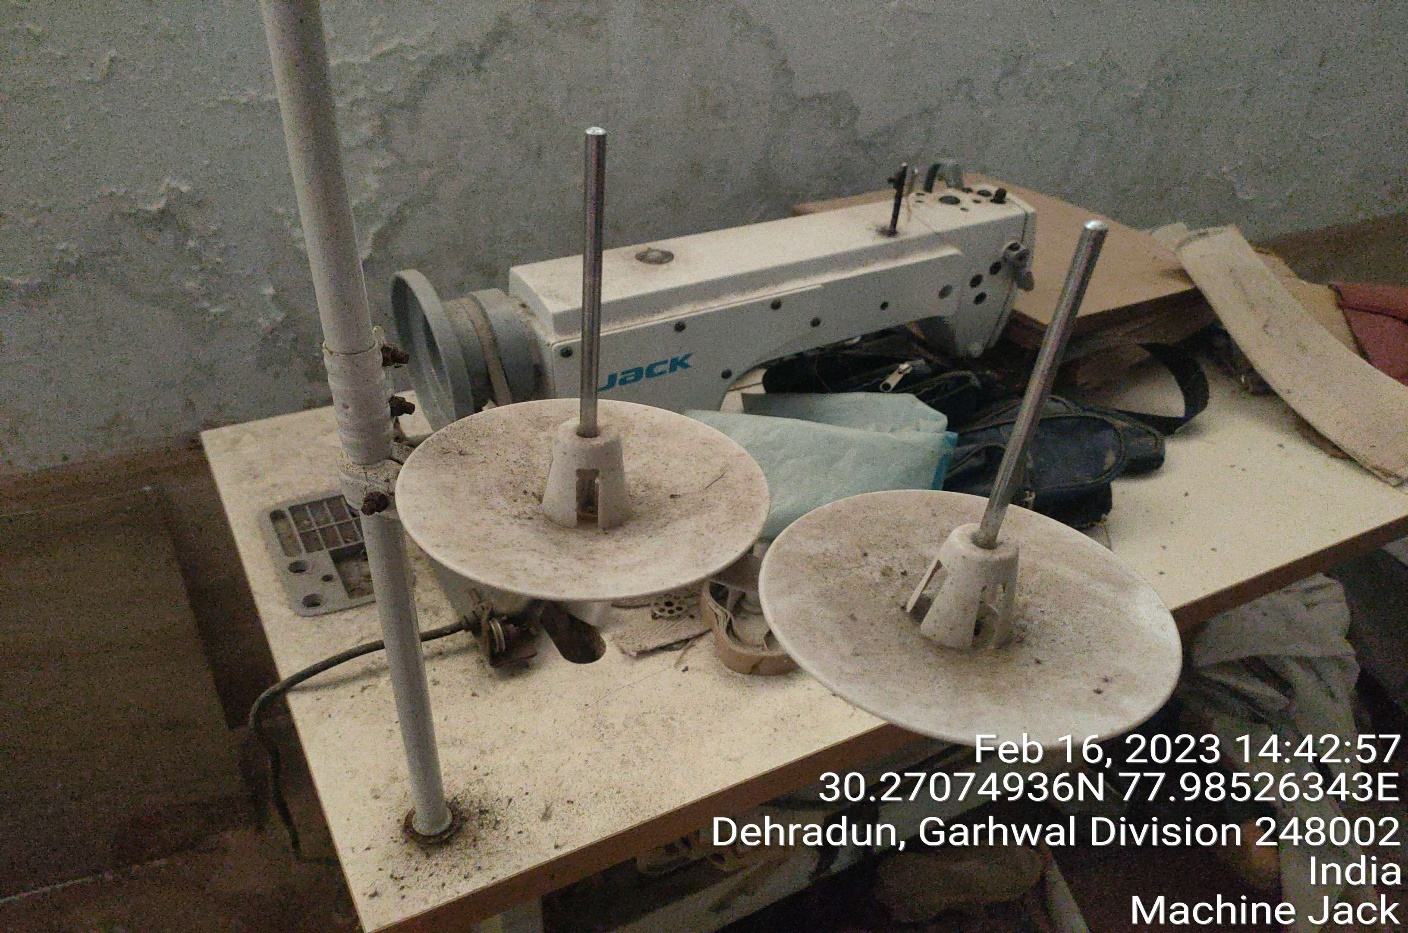 JACK
Feb 16, 2023 14:42:57
30.27074936N 77.98526343E
Dehradun, Garhwal Division 248002
India
Machine Jack